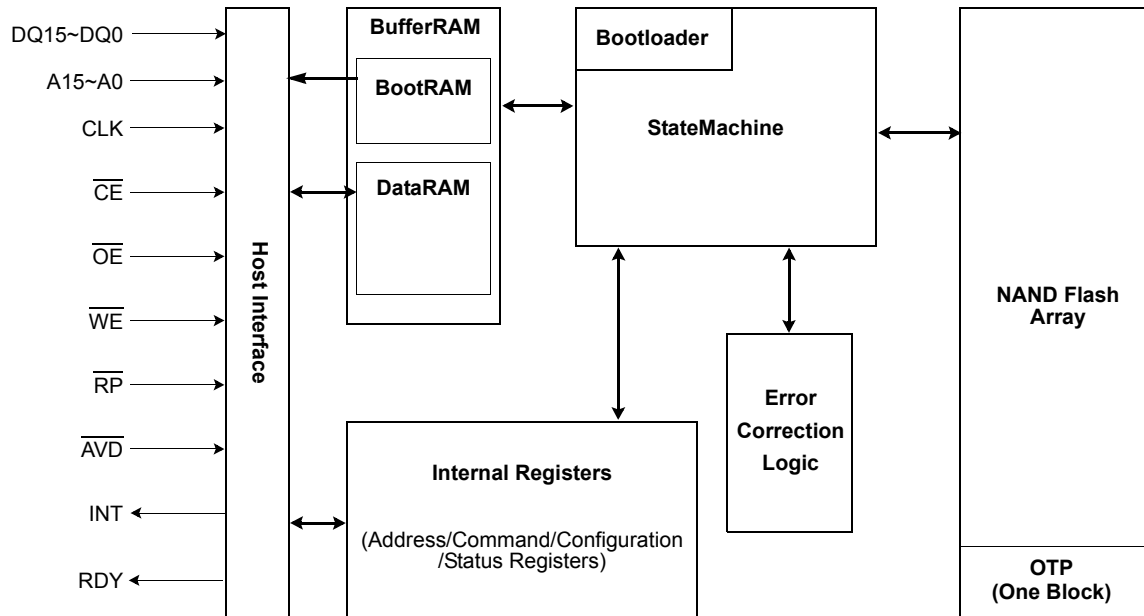 DQ15~DQ0
A15~A0
CLK
CE
OE
WE
RP
AVD
INT
RDY
Host Interface
BufferRAM
BootRAM
DataRAM
Bootloader
StateMachine
Internal Registers
(Address/Command/Configuration
/Status Registers)
Error
Correction
Logic
NAND Flash
Array
OTP
(One Block)